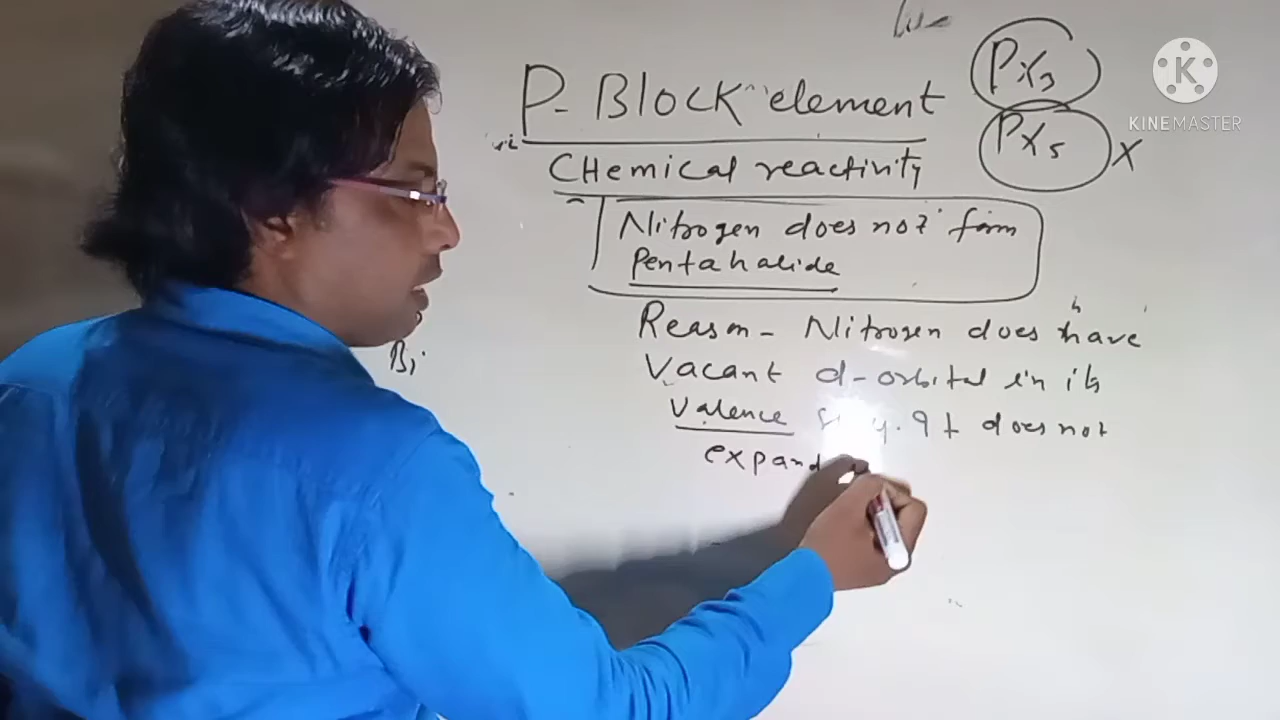 P-Block element
CHemical reactivity
Nitrogen does not form
Pentahalide
Reason - Nitrogen does have
Vacant d-orbital in its
Valence It does not
expand
PX3
PX5 X
K
KINEMASTER
Bi